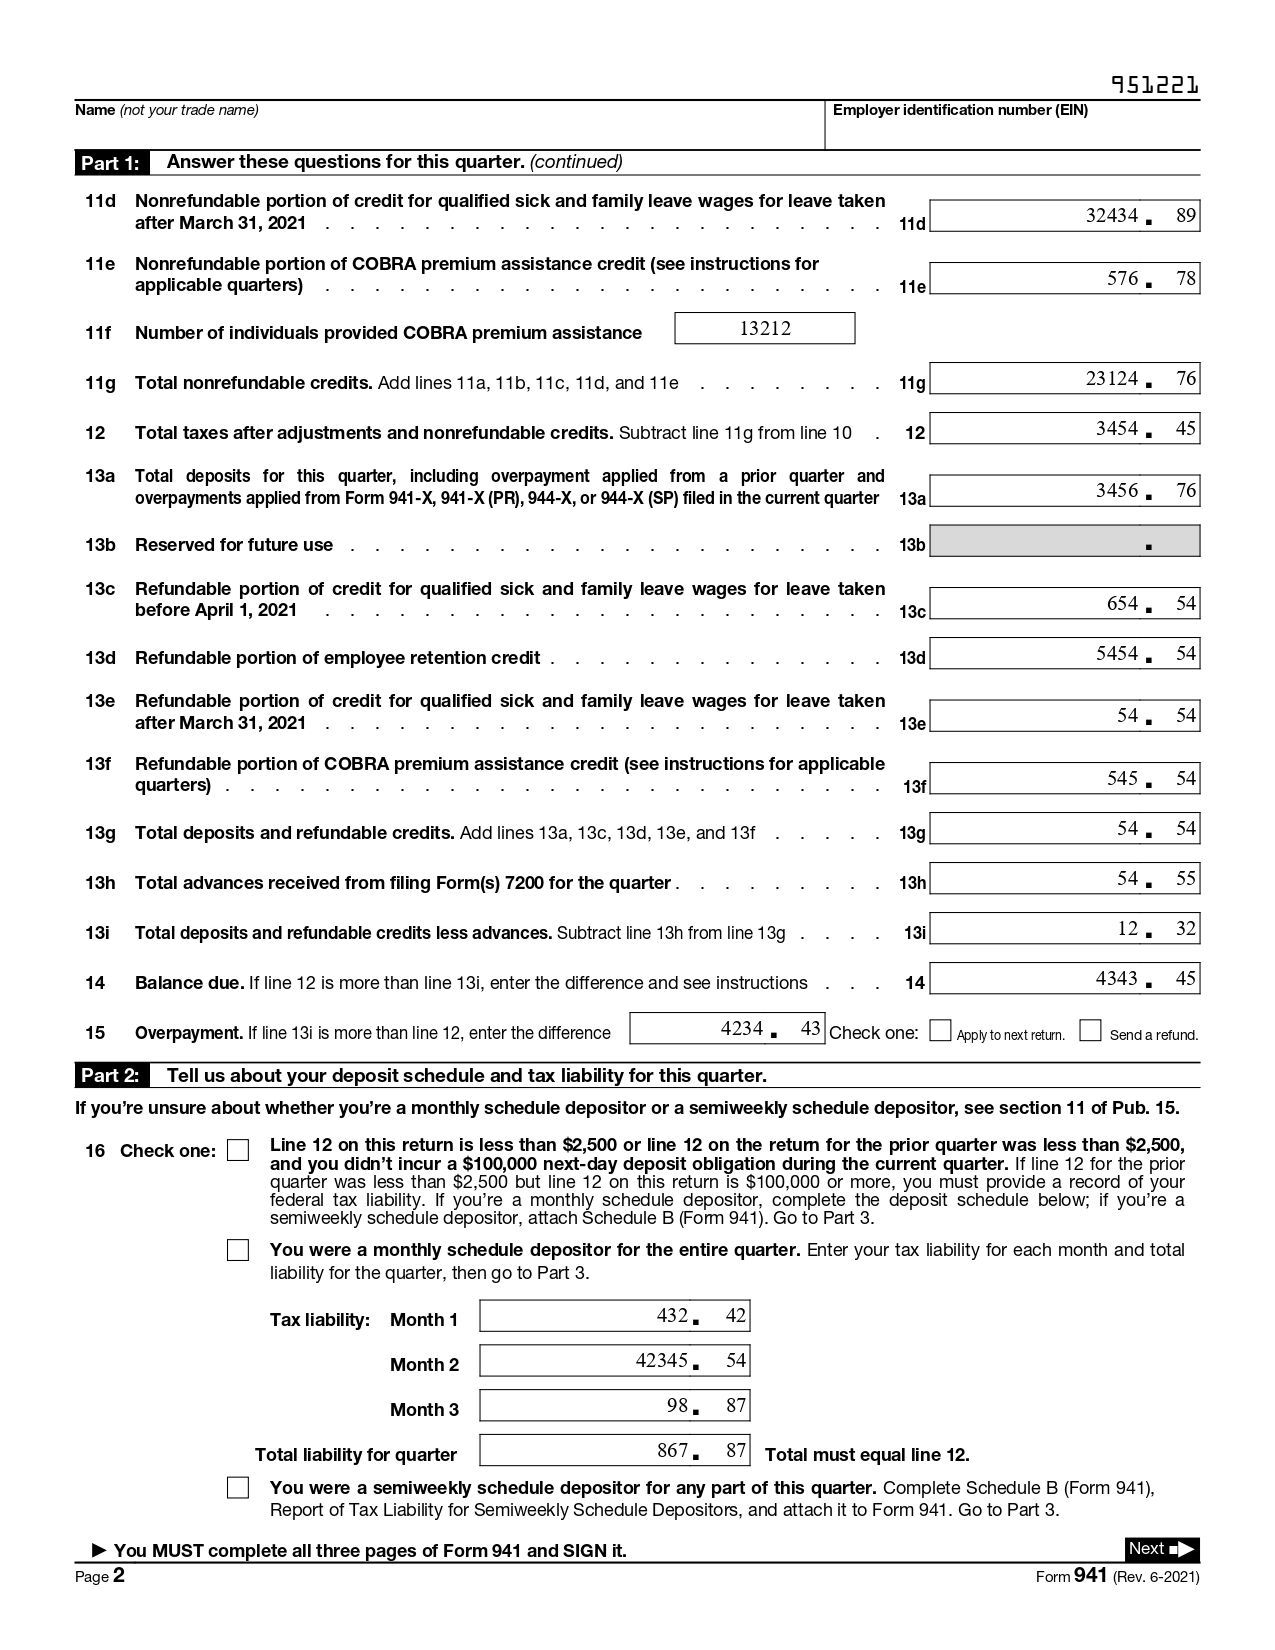 951221
Name (not your trade name) Employer identification number (EIN)
Part 1: Answer these questions for this quarter. (continued)
11d Nonrefundable portion of credit for qualified sick and family leave wages for leave taken
after March 31, 2021 . . . . . . . . . . . . . . . . . . . . . . . 11d 32434 . 89
11e Nonrefundable portion of COBRA premium assistance credit (see instructions for
applicable quarters) . . . . . . . . . . . . . . . . . . . . . . . 11e 576 . 78
11f Number of individuals provided COBRA premium assistance 13212
11g Total nonrefundable credits. Add lines 11a, 11b, 11c, 11d, and 11e . . . . . . . . 11g 23124 . 76
12 Total taxes after adjustments and nonrefundable credits. Subtract line 11g from line 10 . 12 3454 . 45
13a Total deposits for this quarter, including overpayment applied from a prior quarter and
overpayments applied from Form 941-X, 941-X (PR), 944-X, or 944-X (SP) filed in the current quarter 13a 3456 . 76
13b Reserved for future use . . . . . . . . . . . . . . . . . . . . . . 13b .
13c Refundable portion of credit for qualified sick and family leave wages for leave taken
before April 1, 2021 . . . . . . . . . . . . . . . . . . . . . . . 13c 654 . 54
13d Refundable portion of employee retention credit . . . . . . . . . . . . . . 13d 5454 . 54
13e Refundable portion of credit for qualified sick and family leave wages for leave taken
after March 31, 2021 . . . . . . . . . . . . . . . . . . . . . . . 13e 54 . 54
13f Refundable portion of COBRA premium assistance credit (see instructions for applicable
quarters) . . . . . . . . . . . . . . . . . . . . . . . . . . . 13f 545 . 54
13g Total deposits and refundable credits. Add lines 13a, 13c, 13d, 13e, and 13f . . . . . 13g 54 . 54
13h Total advances received from filing Form(s) 7200 for the quarter . . . . . . . . . 13h 54 . 55
13i Total deposits and refundable credits less advances. Subtract line 13h from line 13g . . . . 13i 12 . 32
14 Balance due. If line 12 is more than line 13i, enter the difference and see instructions . . . 14 4343 . 45
15 Overpayment. If line 13i is more than line 12, enter the difference 4234 . 43 Check one: Apply to next return. Send a refund.
Part 2: Tell us about your deposit schedule and tax liability for this quarter.
If you're unsure about whether you're a monthly schedule depositor or a semiweekly schedule depositor, see section 11 of Pub. 15.
16 Check one: Line 12 on this return is less than $2,500 or line 12 on the return for the prior quarter was less than $2,500,
and you didn't incur a $100,000 next-day deposit obligation during the current quarter. If line 12 for the prior
quarter was less than $2,500 but line 12 on this return is $100,000 or more, you must provide a record of your
federal tax liability. If you're a monthly schedule depositor, complete the deposit schedule below; if you're a
semiweekly schedule depositor, attach Schedule B (Form 941). Go to Part 3.
You were a monthly schedule depositor for the entire quarter. Enter your tax liability for each month and total
liability for the quarter, then go to Part 3.
Tax liability: Month 1 432 . 42
Month 2 42345 . 54
Month 3 98 . 87
Total liability for quarter 867 . 87 Total must equal line 12.
You were a semiweekly schedule depositor for any part of this quarter. Complete Schedule B (Form 941),
Report of Tax Liability for Semiweekly Schedule Depositors, and attach it to Form 941. Go to Part 3.
► You MUST complete all three pages of Form 941 and SIGN it. Next ■►
Page 2 Form 941 (Rev. 6-2021)